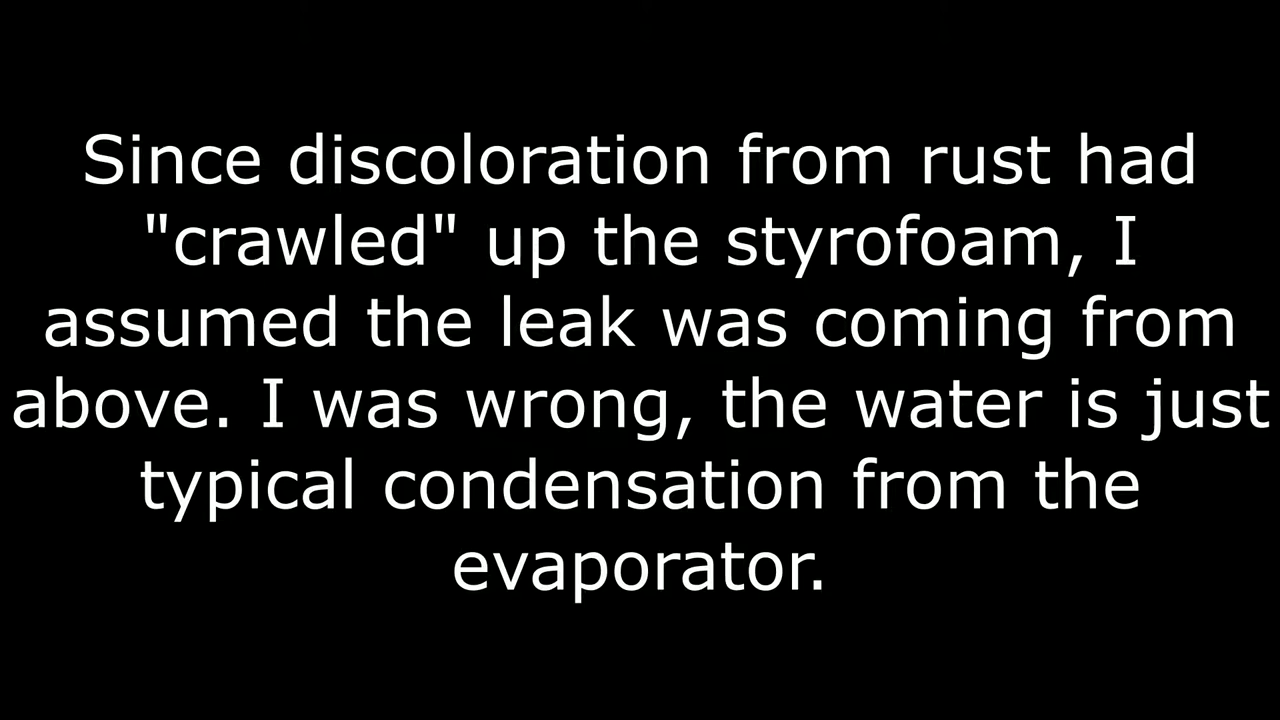 Since discoloration from rust had
"crawled" up the styrofoam, I
assumed the leak was coming from
above. I was wrong, the water is just
typical condensation from the
evaporator.